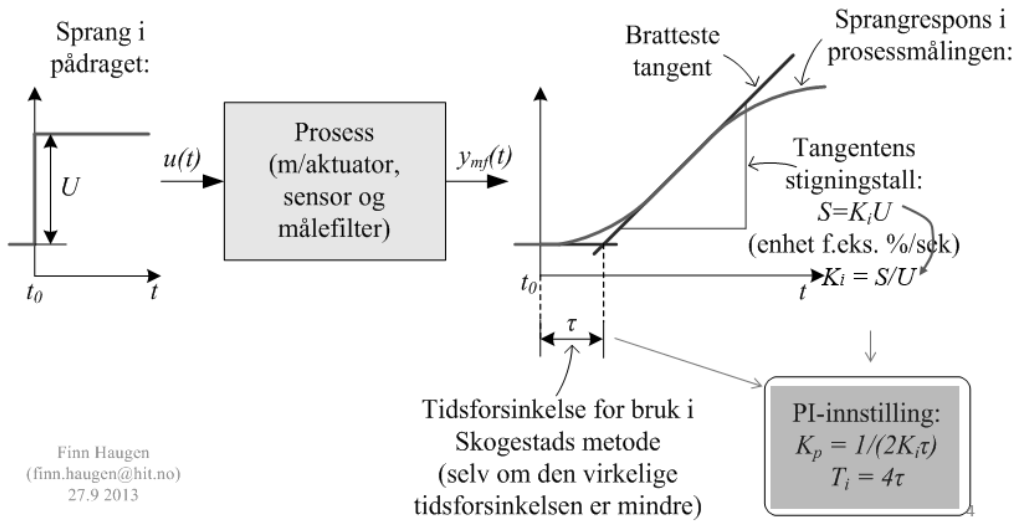 Sprang i
pådraget:
U
t0
t
u(t)
Prosess
(m/aktuator,
sensor og
målefilter)
ymf(t)
Bratteste
tangent
Sprangrespons i
prosessmålingen:
Tangentens
stigningstall:
S=KiU
(enhet f.eks. %/sek)
Ki = S/U
t0
t
τ
Tidsforsinkelse for bruk i
Skogestads metode
(selv om den virkelige
tidsforsinkelsen er mindre)
PI-innstilling:
Kp = 1/(2Kiτ)
Ti = 4τ
Finn Haugen
(finn.haugen@hit.no)
27.9 2013
4